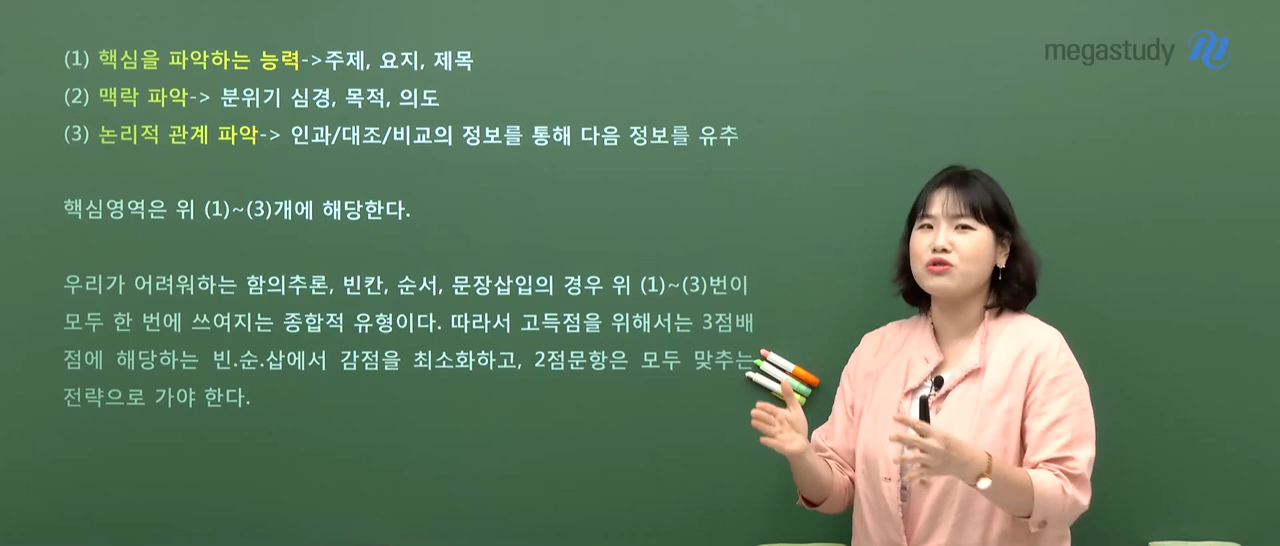 (1) 핵심을 파악하는 능력->주제, 요지, 제목
megastudy
(2) 맥락 파악-> 분위기 심경, 목적, 의도
(3) 논리적 관계 파악-> 인과/대조/비교의 정보를 통해 다음 정보를 유추
핵심영역은 위 (1)~(3)개에 해당한다.
우리가 어려워하는 함의추론, 빈칸, 순서, 문장삽입의 경우 위 (1)~(3)번이
모두 한 번에 쓰여지는 종합적 유형이다. 따라서 고득점을 위해서는 3점배
점에 해당하는 빈.순.삽에서 감점을 최소화하고, 2점문항은 모두 맞추는
전략으로 가야 한다.